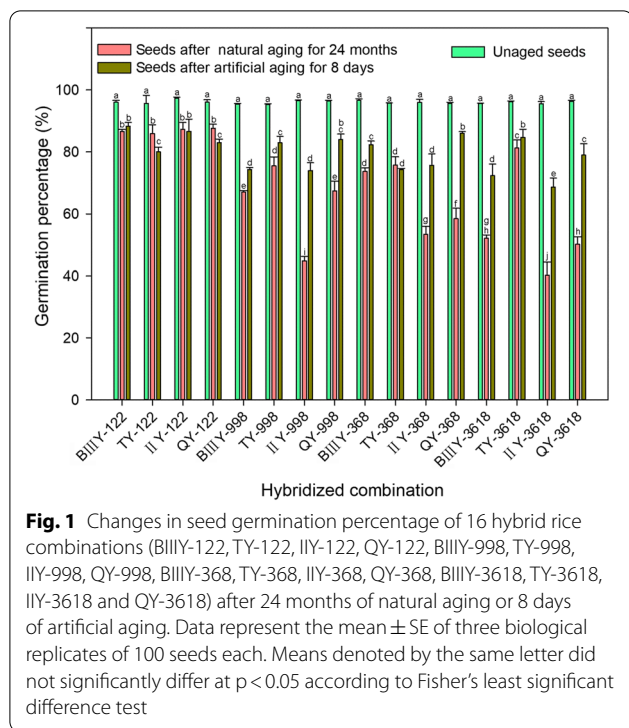 Seeds after natural aging for 24 months
Seeds after artificial aging for 8 days
Unaged seeds
Germination percentage (%)
100
80
60
40
20
0
a b b
a b c
a b b
a b c
a e d
a d c
a j d
a e b c
a d c
a d d
a g d
a f c
a g h d
a c b
a j e
a h c
BIIIY-122
TY-122
II Y-122
QY-122
BIIIY-998
TY-998
II Y-998
QY-998
BIIIY-368
TY-368
II Y-368
QY-368
BIIIY-3618
TY-3618
II Y-3618
QY-3618
Hybridized combination
Fig. 1 Changes in seed germination percentage of 16 hybrid rice
combinations (BIIIY-122, TY-122, IIY-122, QY-122, BIIIY-998, TY-998,
IIY-998, QY-998, BIIIY-368, TY-368, IIY-368, QY-368, BIIIY-3618, TY-3618,
IIY-3618 and QY-3618) after 24 months of natural aging or 8 days
of artificial aging. Data represent the mean ± SE of three biological
replicates of 100 seeds each. Means denoted by the same letter did
not significantly differ at p < 0.05 according to Fisher's least significant
difference test